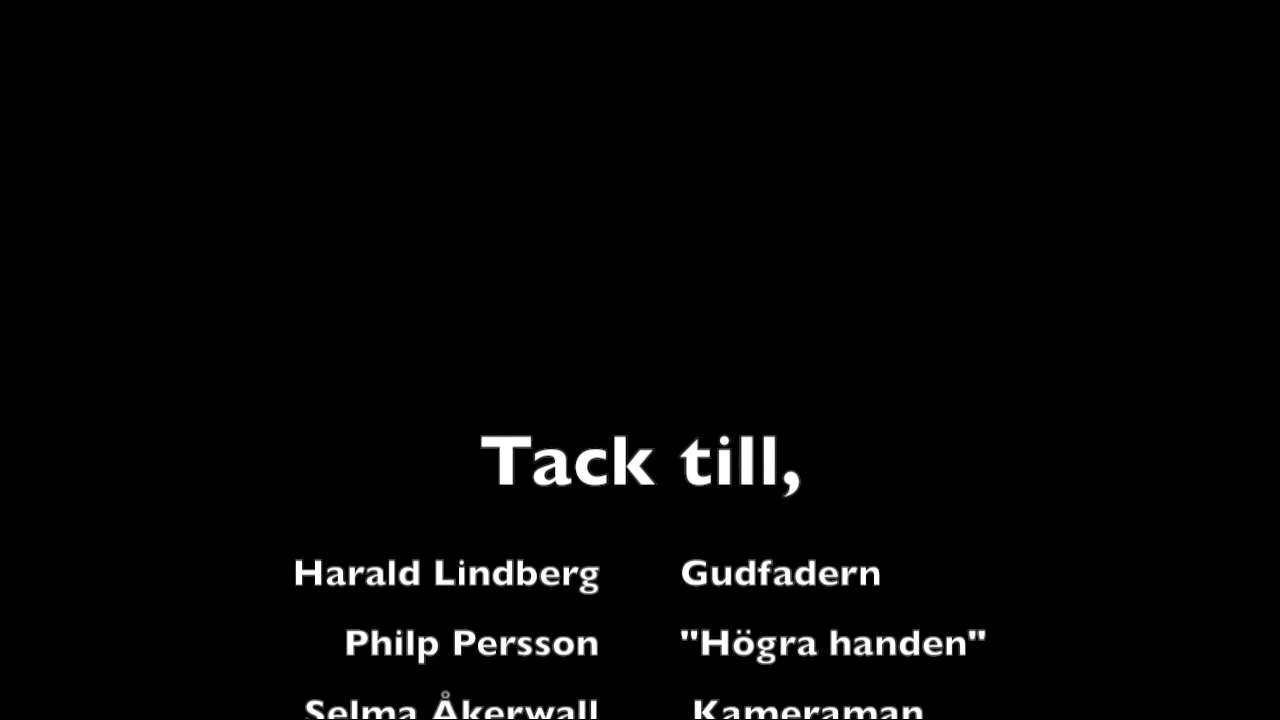 Tack till,
Harald Lindberg Gudfadern
Philp Persson "Högra handen"
Selma Åkerwall Kameraman